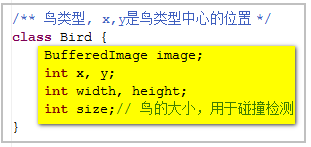 /** 鸟类型, x,y是鸟类型中心的位置 */
class Bird {
BufferedImage image;
int x, y;
int width, height;
int size;// 鸟的大小，用于碰撞检测
}